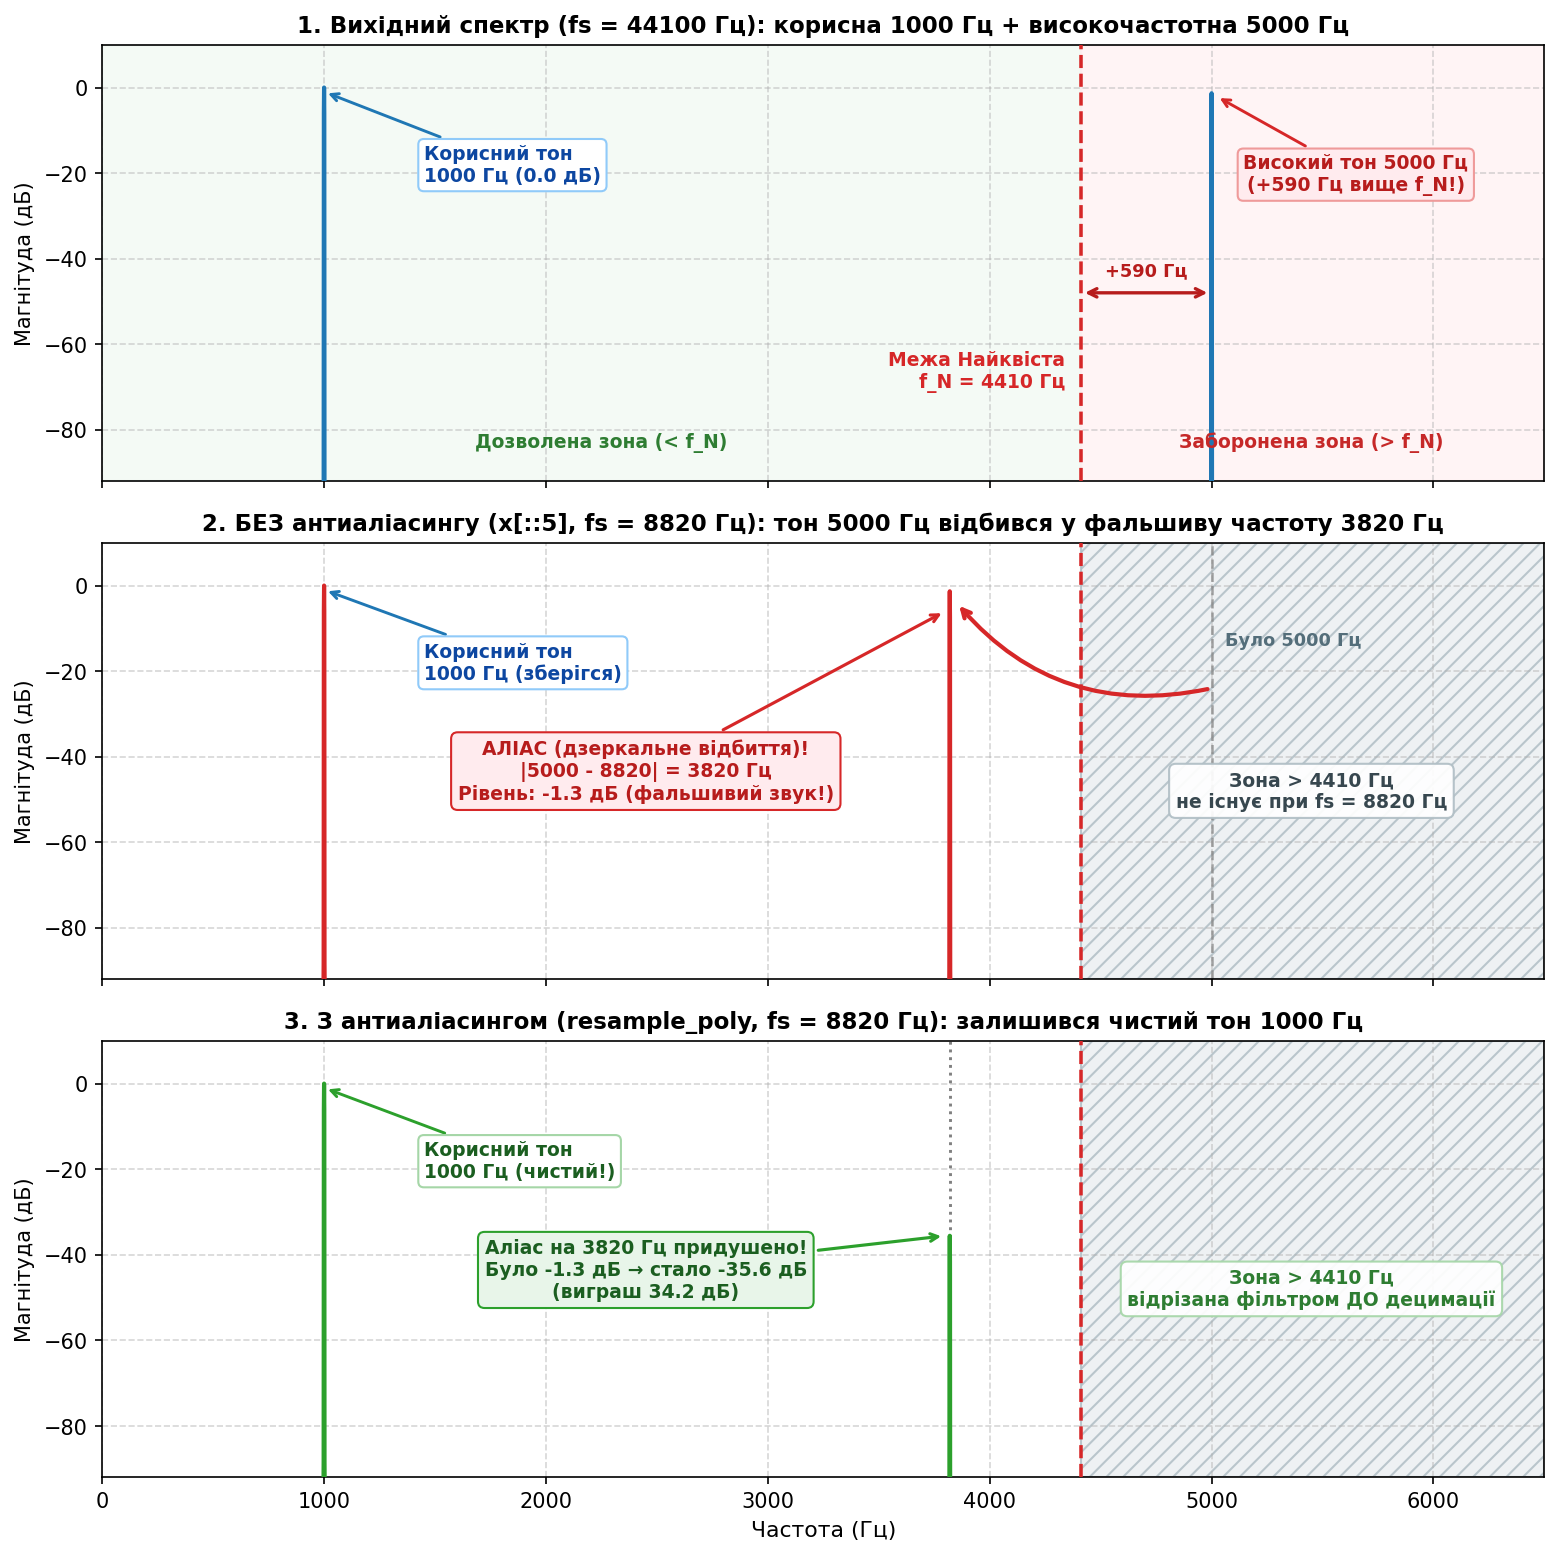 1. Вихідний спектр (fs = 44100 Гц): корисна 1000 Гц + високочастотна 5000 Гц
Магнітуда (дБ)
0
−20
−40
−60
−80
Корисний тон
1000 Гц (0.0 дБ)
Високий тон 5000 Гц
(+590 Гц вище f_N!)
+590 Гц
Межа Найквіста
f_N = 4410 Гц
Дозволена зона (< f_N)
Заборонена зона (> f_N)
2. БЕЗ антиаліасингу (x[::5], fs = 8820 Гц): тон 5000 Гц відбився у фальшиву частоту 3820 Гц
Магнітуда (дБ)
0
−20
−40
−60
−80
Корисний тон
1000 Гц (зберігся)
Було 5000 Гц
АЛІАС (дзеркальне відбиття)!
|5000 - 8820| = 3820 Гц
Рівень: -1.3 дБ (фальшивий звук!)
Зона > 4410 Гц
не існує при fs = 8820 Гц
3. З антиаліасингом (resample_poly, fs = 8820 Гц): залишився чистий тон 1000 Гц
Магнітуда (дБ)
0
−20
−40
−60
−80
Корисний тон
1000 Гц (чистий!)
Аліас на 3820 Гц придушено!
Було -1.3 дБ → стало -35.6 дБ
(виграш 34.2 дБ)
Зона > 4410 Гц
відрізана фільтром ДО децимації
0 1000 2000 3000 4000 5000 6000
Частота (Гц)